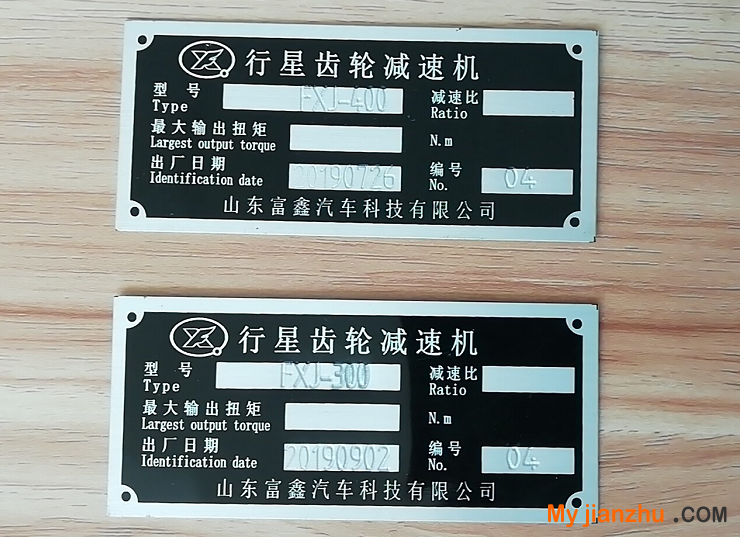 行星齿轮减速机
型号 FXJ-400 减速比
Type Ratio
最大输出扭矩 N.m
Largest output torque
出厂日期 20190726 编号 04
Identification date No.
山东富鑫汽车科技有限公司
行星齿轮减速机
型号 FXJ-300 减速比
Type Ratio
最大输出扭矩 N.m
Largest output torque
出厂日期 20190902 编号 04
Identification date No.
山东富鑫汽车科技有限公司
Myjianzhu.COM